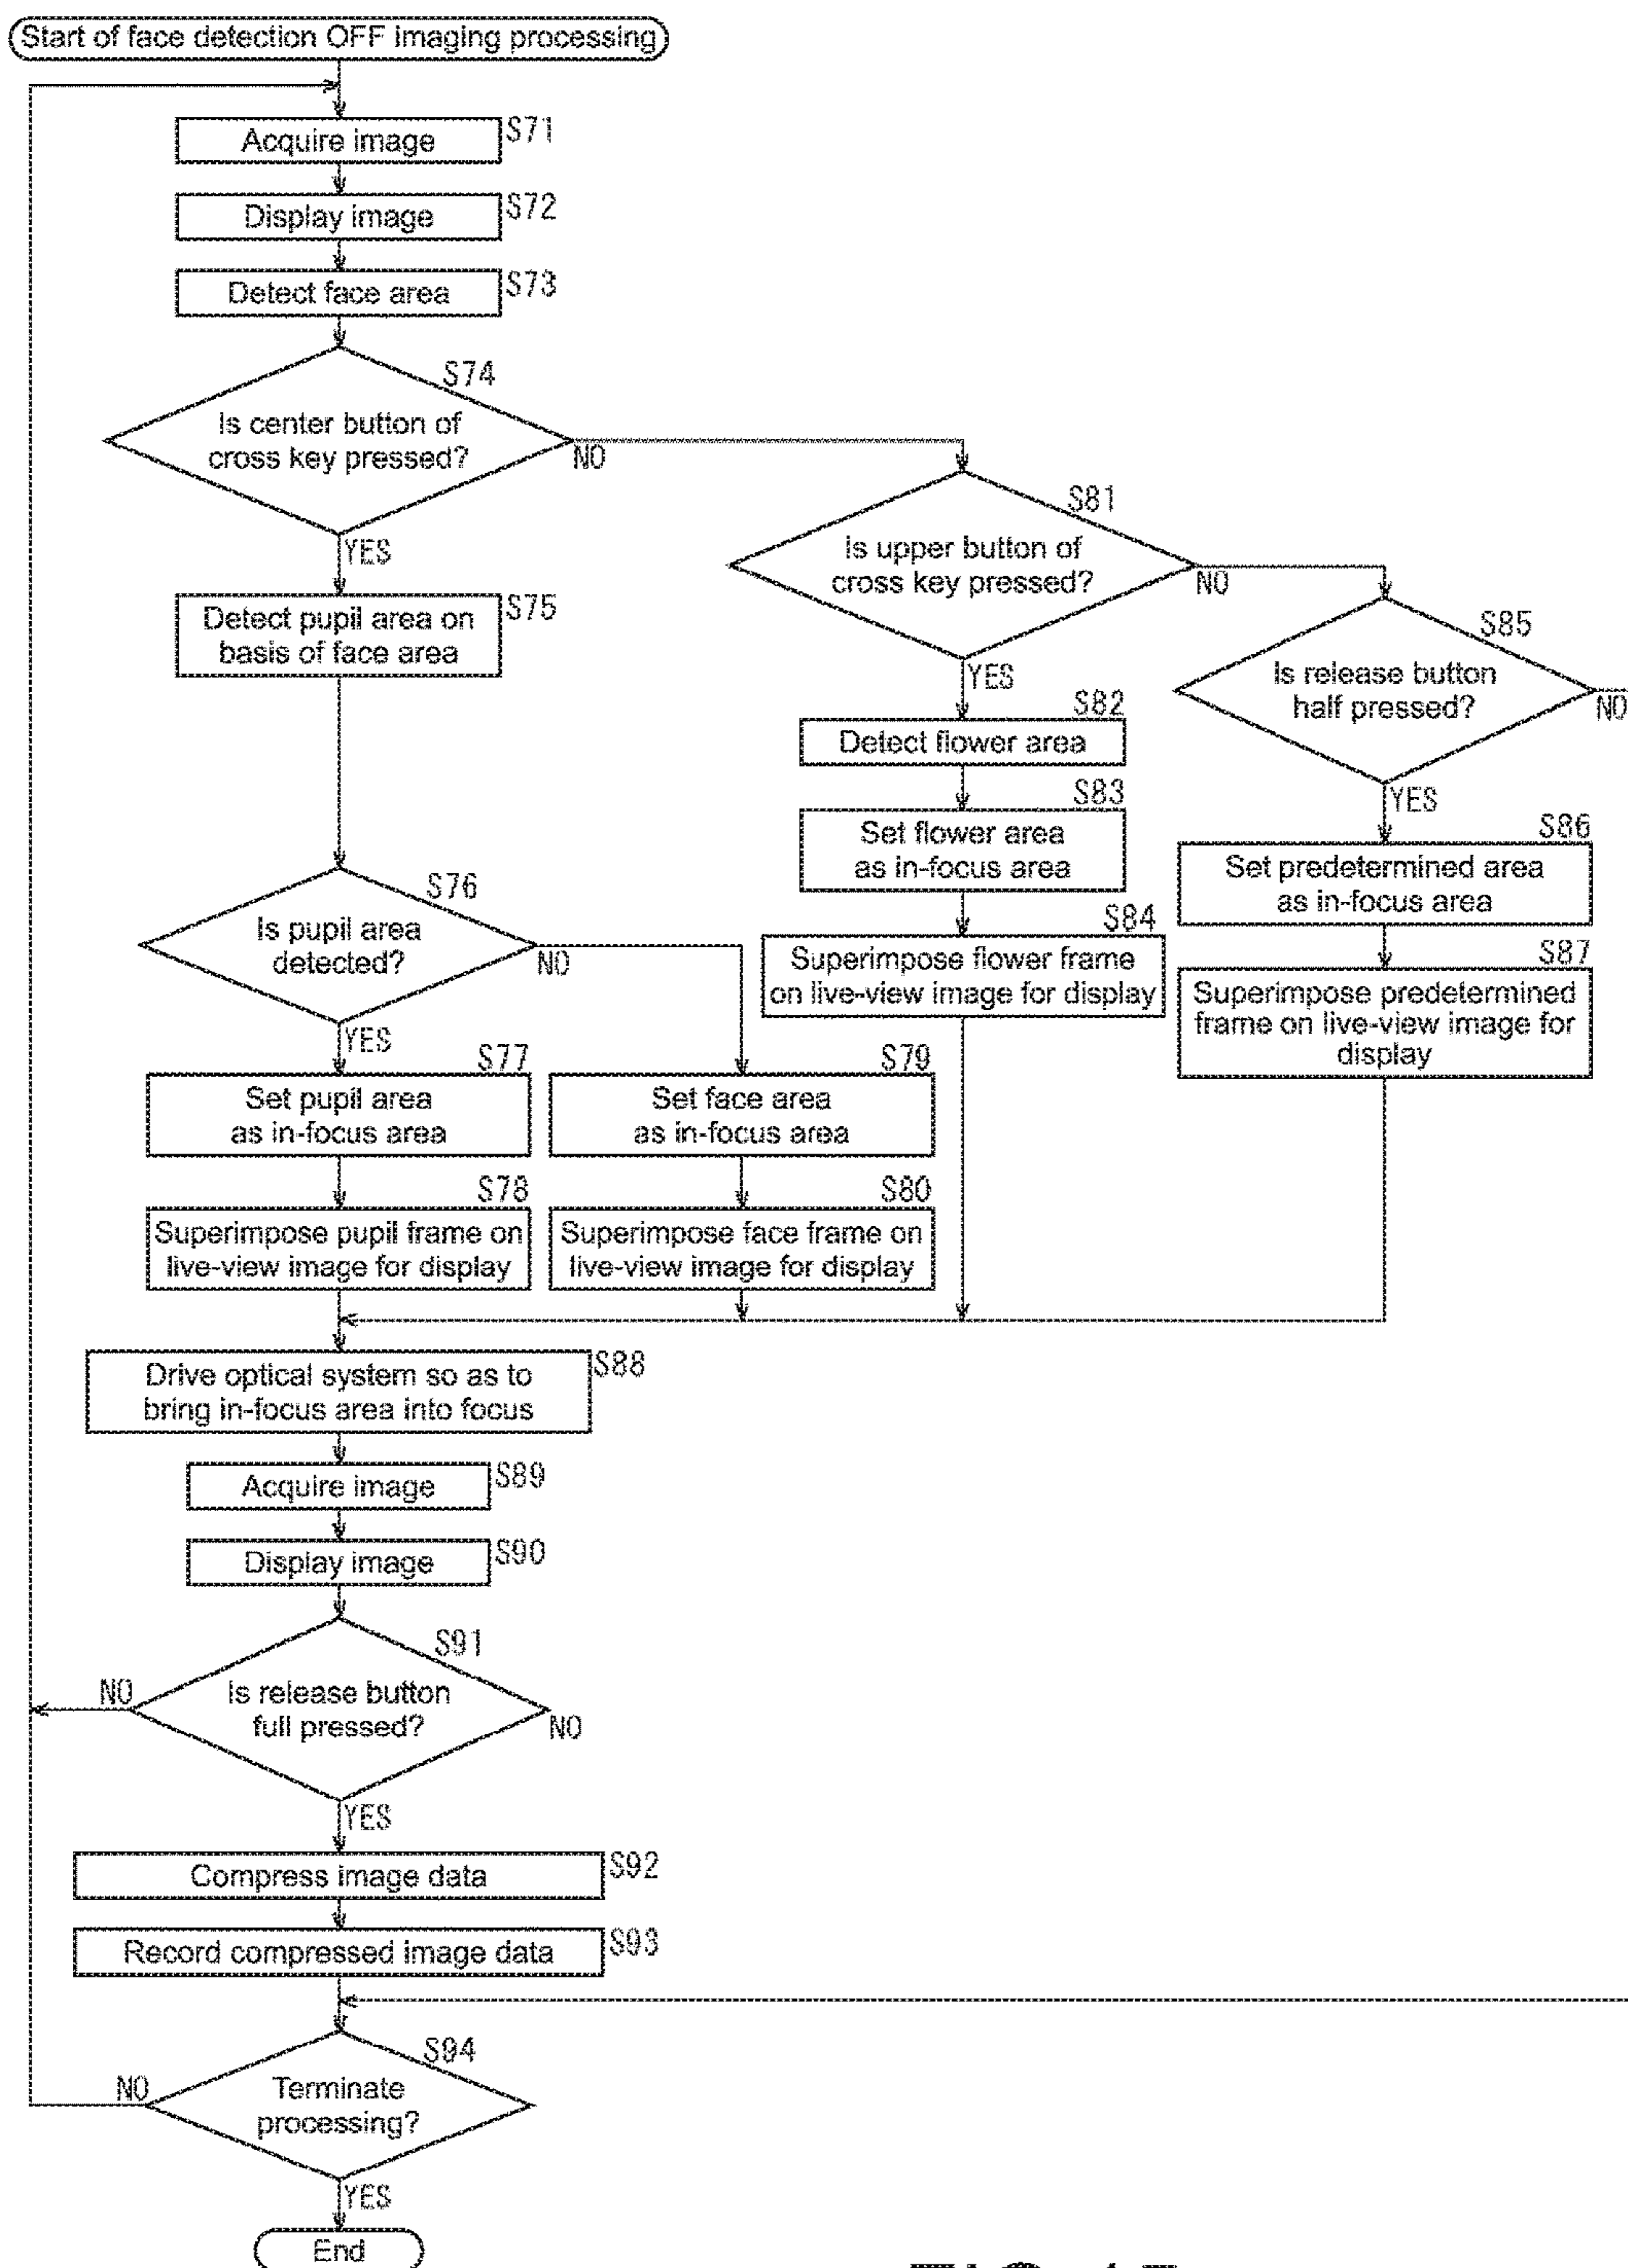 Start of face detection OFF imaging processing
S71
Acquire image
S72
Display image
S73
Detect face area
S74
Is center button of
cross key pressed?
NO
YES
S75
Detect pupil area on
basis of face area
S76
Is pupil area
detected?
NO
YES
S77
Set pupil area
as in-focus area
S78
Superimpose pupil frame on
live-view image for display
S79
Set face area
as in-focus area
S80
Superimpose face frame on
live-view image for display
S81
Is upper button of
cross key pressed?
NO
YES
S82
Detect flower area
S83
Set flower area
as in-focus area
S84
Superimpose flower frame
on live-view image for display
S85
Is release button
half pressed?
NO
YES
S86
Set predetermined area
as in-focus area
S87
Superimpose predetermined
frame on live-view image for
display
S88
Drive optical system so as to
bring in-focus area into focus
S89
Acquire image
S90
Display image
S91
Is release button
full pressed?
NO
NO
YES
S92
Compress image data
S93
Record compressed image data
S94
Terminate
processing?
NO
YES
End